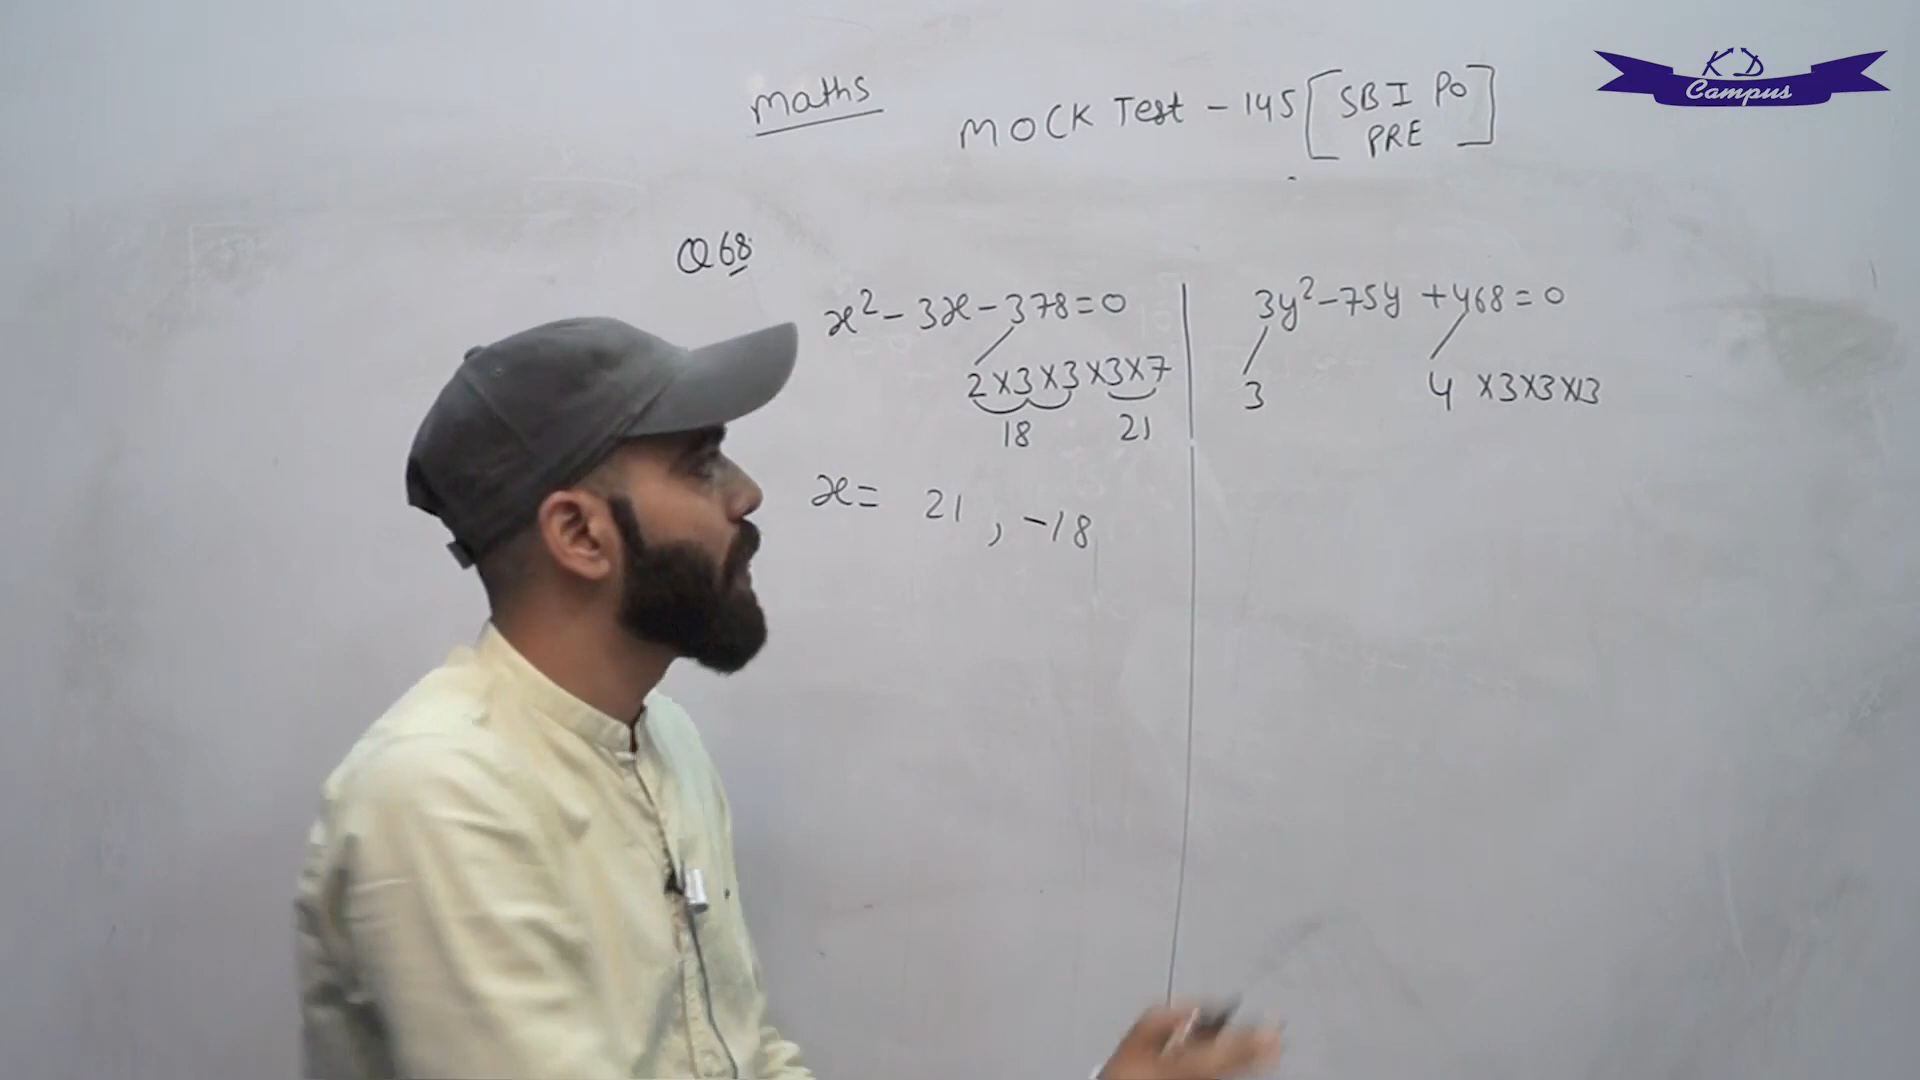 KD
Campus
Maths
MOCK Test - 145 [SBI PO
PRE]
Q68
x² - 3x - 378 = 0
2 x 3 x 3 x 3 x 7
18 21
x = 21, -18
3y² - 75y + 468 = 0
3 4 x 3 x 3 x 13